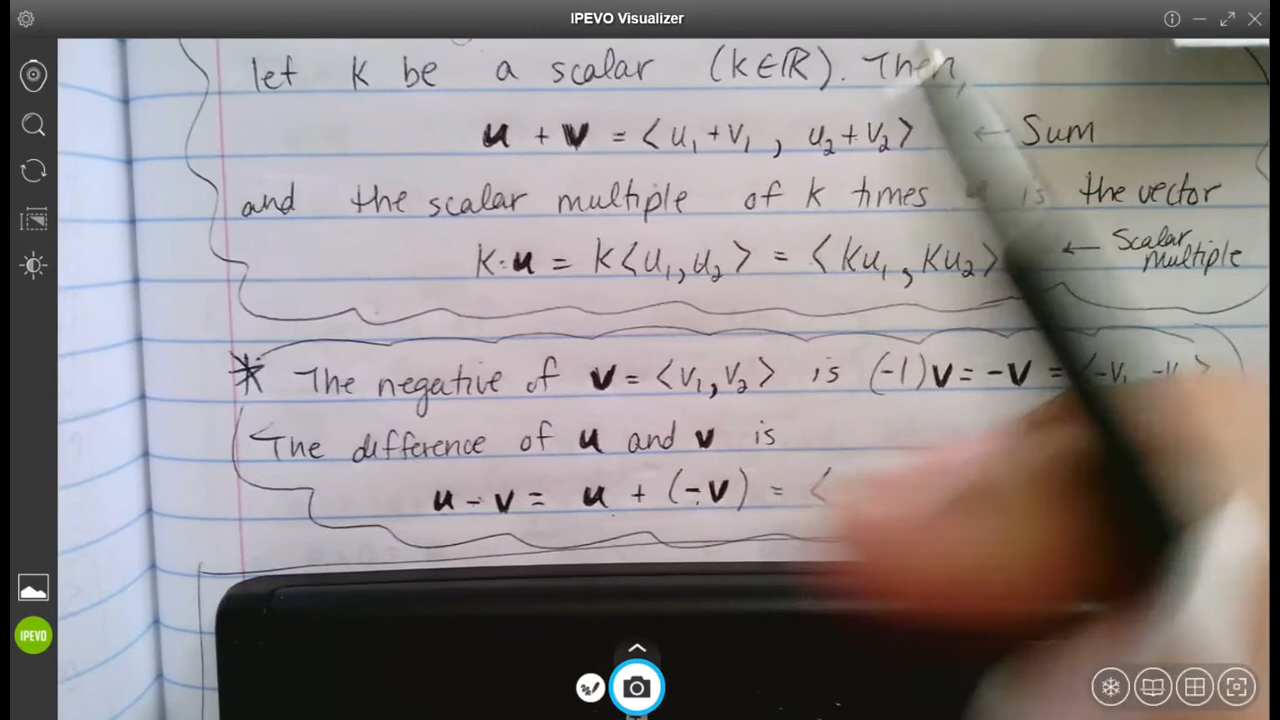 IPEVO Visualizer
let k be a scalar (k∈ℝ). Then,
u + v = ⟨u₁+v₁, u₂+v₂⟩ ← Sum
and the scalar multiple of k times is the vector
k·u = k⟨u₁,u₂⟩ = ⟨ku₁, ku₂⟩ ← Scalar multiple
* The negative of v = ⟨v₁,v₂⟩ is (-1)v = -v = ⟨-v₁
The difference of u and v is
u - v = u + (-v) = ⟨
IPEVO